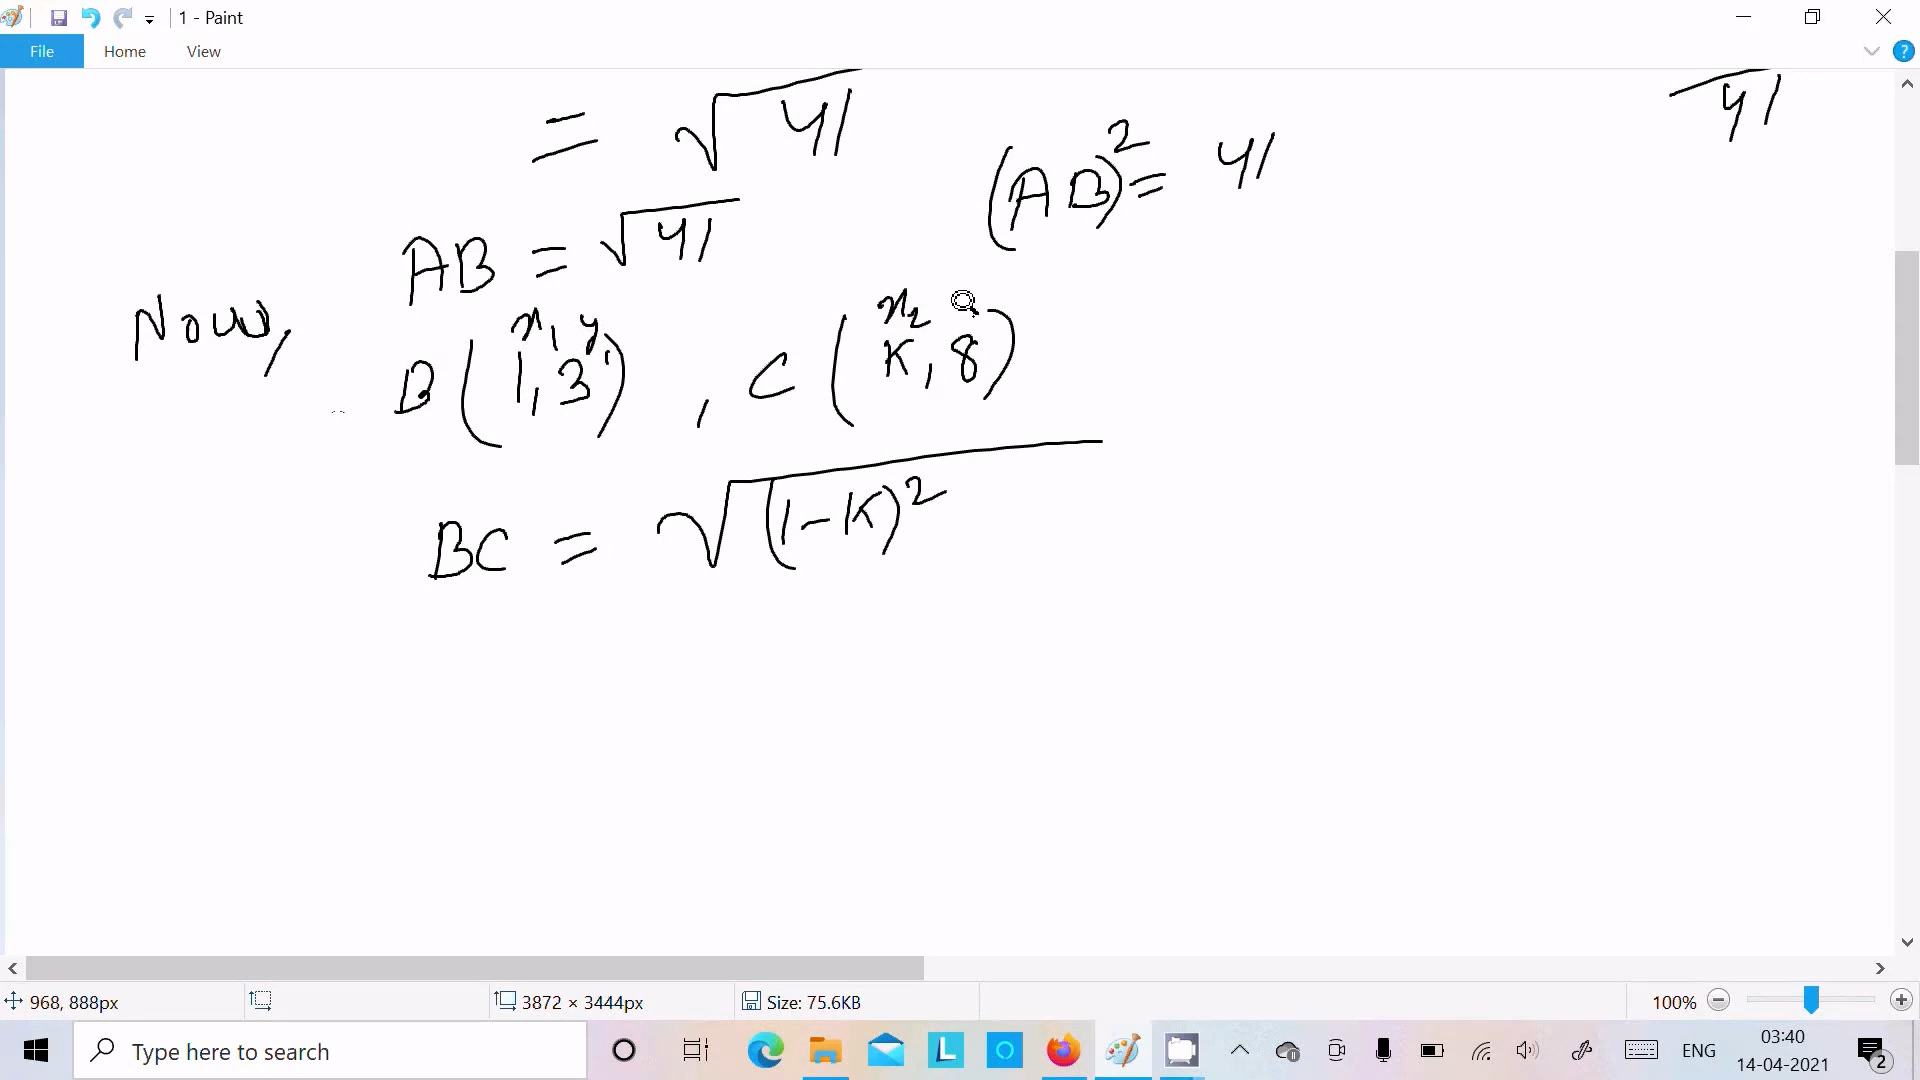 1 - Paint
File Home View
= √41
41
(AB)² = 41
AB = √41
Now,
x₁ y₁ x₂
B(1, 3) , C(K, 8)
BC = √(1-K)²
968, 888px 3872 × 3444px Size: 75.6KB 100%
Type here to search
ENG
03:40
14-04-2021
2